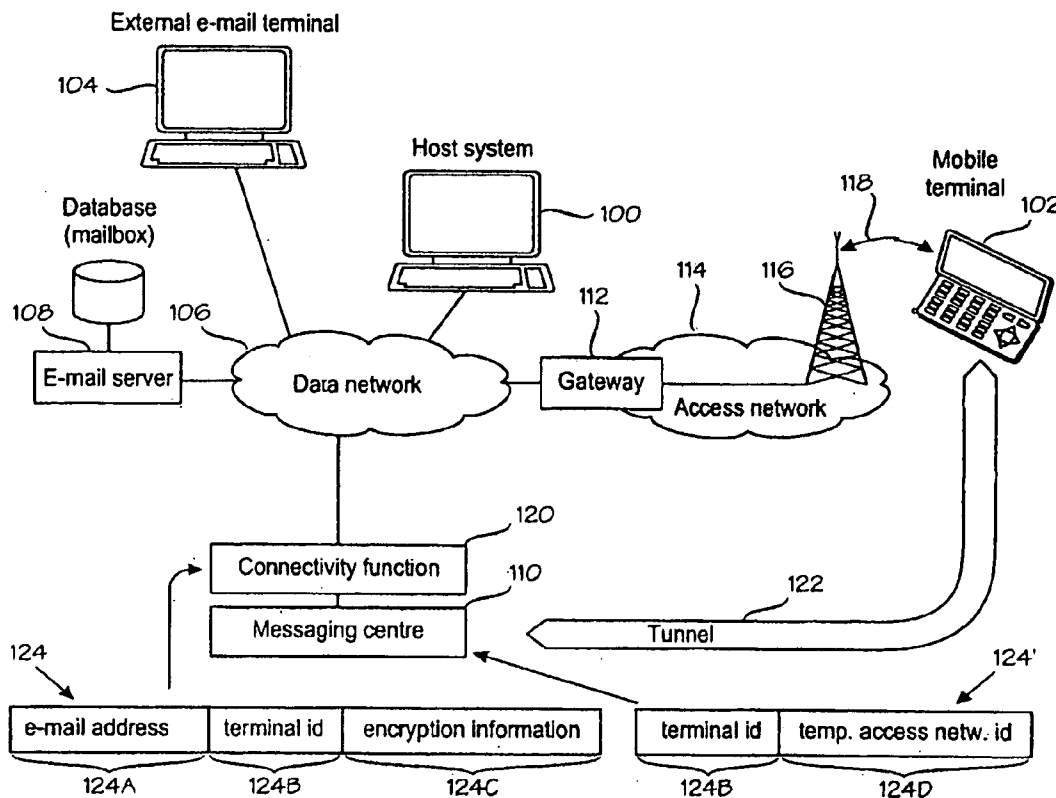 External e-mail terminal
104
Host system
100
Mobile
terminal
102
118
Database
(mailbox)
108
E-mail server
106
Data network
112
Gateway
114
116
Access network
120
Connectivity function
110
Messaging centre
122
Tunnel
124
124'
e-mail address
terminal id
encryption information
terminal id
temp. access netw. id
124A
124B
124C
124B
124D